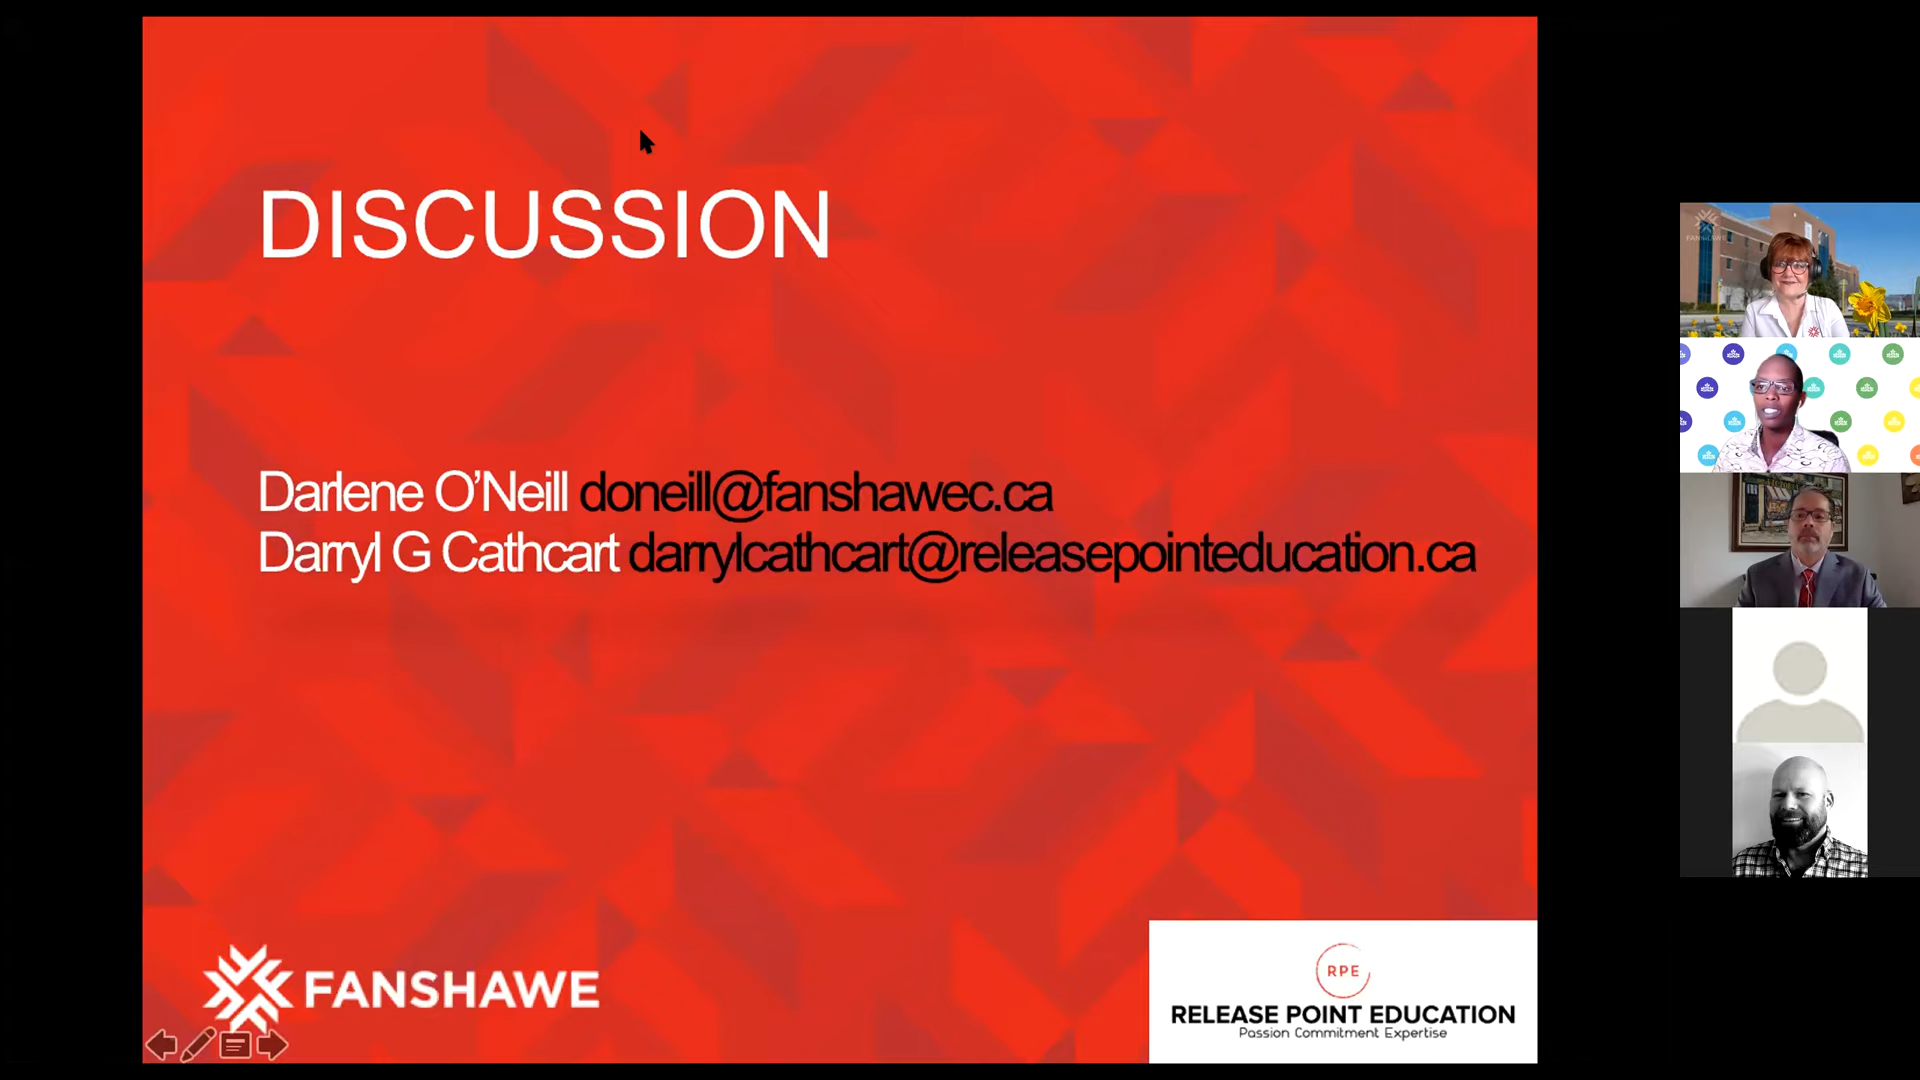 DISCUSSION
Darlene O’Neill doneill@fanshawec.ca
Darryl G Cathcart darrylcathcart@releasepointeducation.ca
FANSHAWE
RPE
RELEASE POINT EDUCATION
Passion Commitment Expertise
FANSHAWE